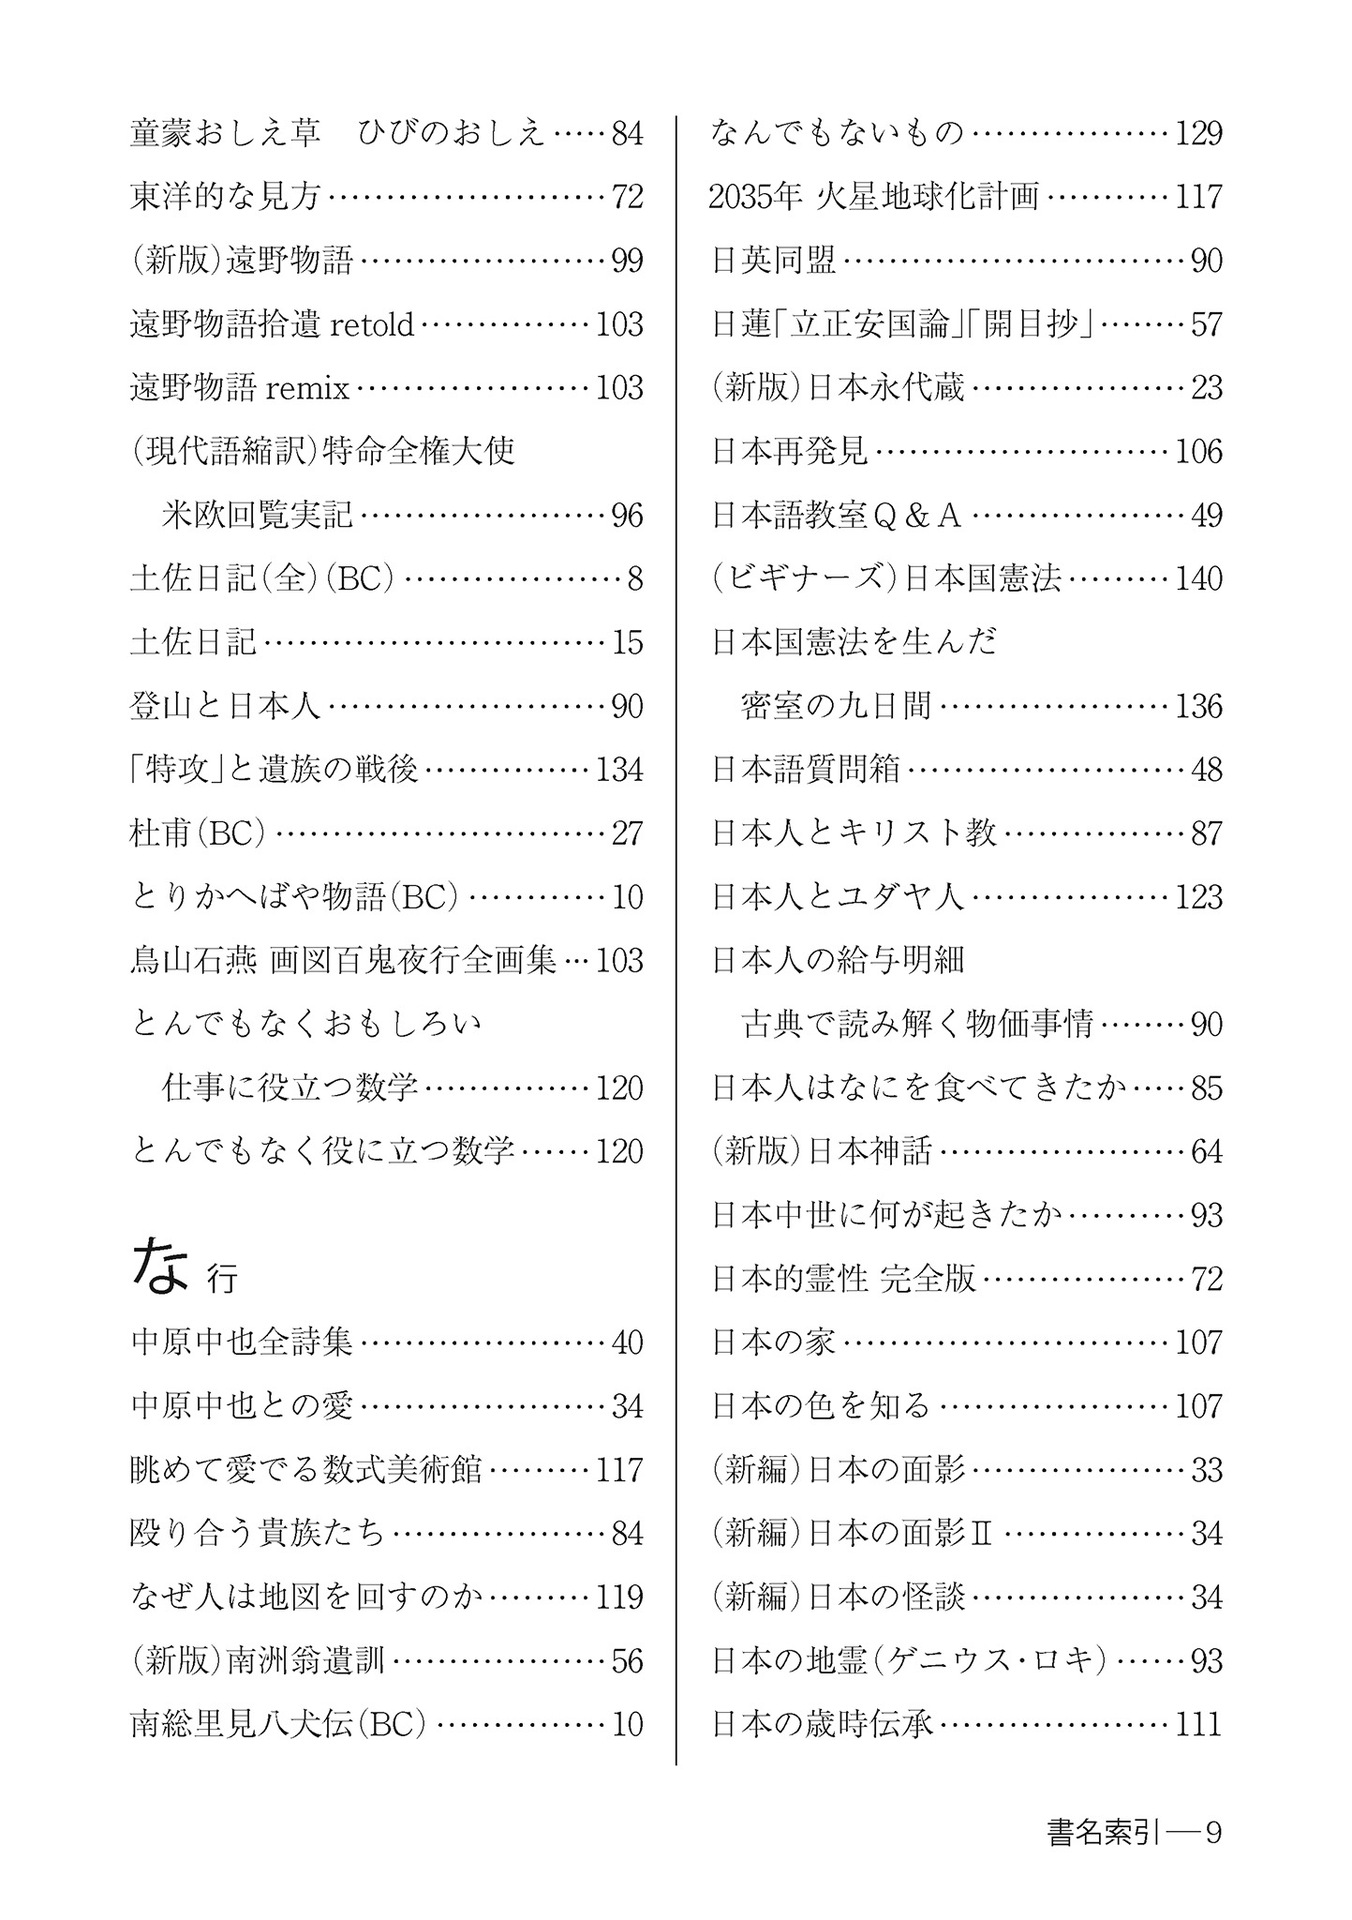 童蒙おしえ草　ひびのおしえ……84
東洋的な見方……………………72
（新版）遠野物語…………………99
遠野物語拾遺 retold……………103
遠野物語 remix…………………103
（現代語縮訳）特命全権大使
米欧回覧実記…………………96
土佐日記（全）（BC）………………8
土佐日記…………………………15
登山と日本人……………………90
「特攻」と遺族の戦後……………134
杜甫（BC）…………………………27
とりかへばや物語（BC）…………10
鳥山石燕 画図百鬼夜行全画集…103
とんでもなくおもしろい
仕事に役立つ数学……………120
とんでもなく役に立つ数学……120
な 行
中原中也全詩集…………………40
中原中也との愛…………………34
眺めて愛でる数式美術館………117
殴り合う貴族たち………………84
なぜ人は地図を回すのか………119
（新版）南洲翁遺訓………………56
南総里見八犬伝（BC）……………10
なんでもないもの………………129
2035年 火星地球化計画…………117
日英同盟…………………………90
日蓮「立正安国論」「開目抄」………57
（新版）日本永代蔵………………23
日本再発見………………………106
日本語教室Ｑ＆Ａ………………49
（ビギナーズ）日本国憲法………140
日本国憲法を生んだ
密室の九日間…………………136
日本語質問箱……………………48
日本人とキリスト教……………87
日本人とユダヤ人………………123
日本人の給与明細
古典で読み解く物価事情………90
日本人はなにを食べてきたか……85
（新版）日本神話…………………64
日本中世に何が起きたか…………93
日本的霊性 完全版………………72
日本の家…………………………107
日本の色を知る…………………107
（新編）日本の面影………………33
（新編）日本の面影Ⅱ……………34
（新編）日本の怪談………………34
日本の地霊（ゲニウス・ロキ）……93
日本の歳時伝承…………………111
書名索引―9